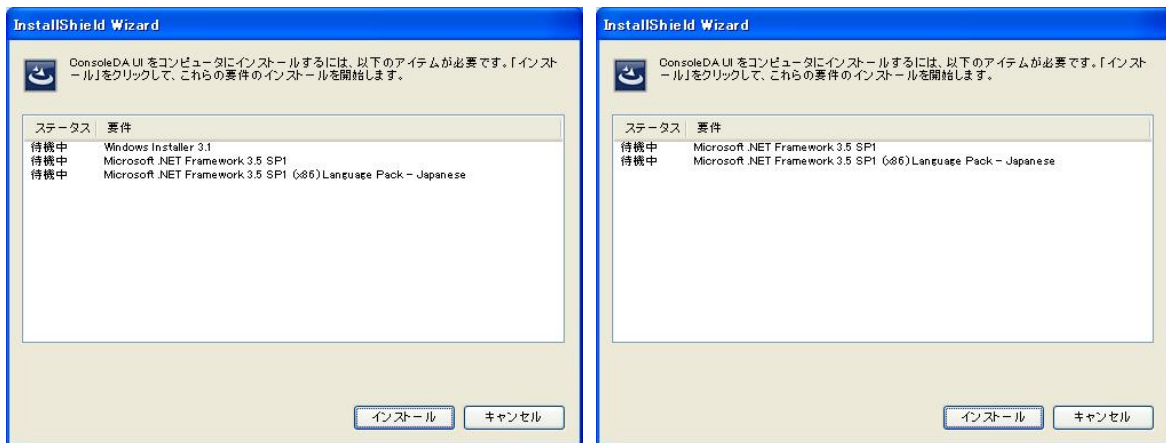 InstallShield Wizard
ConsoleDA UI をコンピュータにインストールするには、以下のアイテムが必要です。「インスト
ール」をクリックして、これらの要件のインストールを開始します。
ステータス 要件
待機中 Windows Installer 3.1
待機中 Microsoft .NET Framework 3.5 SP1
待機中 Microsoft .NET Framework 3.5 SP1 (x86) Language Pack - Japanese
インストール キャンセル
InstallShield Wizard
ConsoleDA UI をコンピュータにインストールするには、以下のアイテムが必要です。「インスト
ール」をクリックして、これらの要件のインストールを開始します。
ステータス 要件
待機中 Microsoft .NET Framework 3.5 SP1
待機中 Microsoft .NET Framework 3.5 SP1 (x86) Language Pack - Japanese
インストール キャンセル